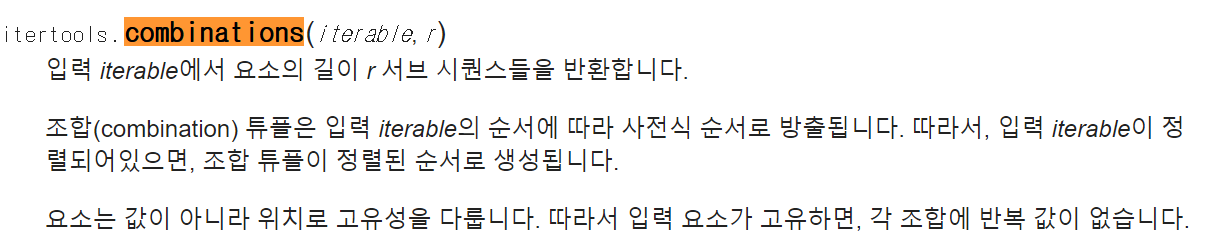 itertools.combinations(iterable, r)
입력 iterable에서 요소의 길이 r 서브 시퀀스들을 반환합니다.
조합(combination) 튜플은 입력 iterable의 순서에 따라 사전식 순서로 방출됩니다. 따라서, 입력 iterable이 정
렬되어있으면, 조합 튜플이 정렬된 순서로 생성됩니다.
요소는 값이 아니라 위치로 고유성을 다룹니다. 따라서 입력 요소가 고유하면, 각 조합에 반복 값이 없습니다.